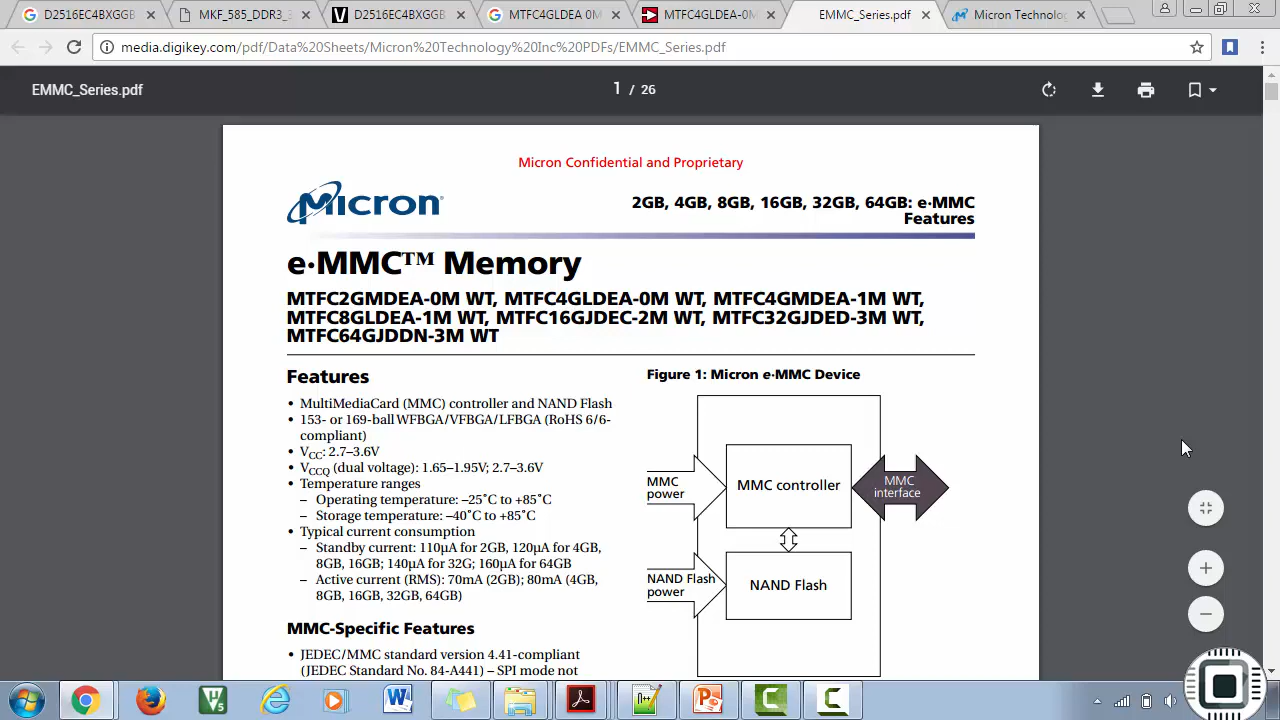 D2516EC4BXGGB
MKF_585_DDR3_3
D2516EC4BXGGB
MTFC4GLDEA 0M
MTFC4GLDEA-0M
EMMC_Series.pdf
Micron Technolog
media.digikey.com/pdf/Data%20Sheets/Micron%20Technology%20Inc%20PDFs/EMMC_Series.pdf
EMMC_Series.pdf
1 / 26
Micron Confidential and Proprietary
Micron
2GB, 4GB, 8GB, 16GB, 32GB, 64GB: e·MMC
Features
e·MMC™ Memory
MTFC2GMDEA-0M WT, MTFC4GLDEA-0M WT, MTFC4GMDEA-1M WT,
MTFC8GLDEA-1M WT, MTFC16GJDEC-2M WT, MTFC32GJDED-3M WT,
MTFC64GJDDN-3M WT
Features
• MultiMediaCard (MMC) controller and NAND Flash
• 153- or 169-ball WFBGA/VFBGA/LFBGA (RoHS 6/6-
compliant)
• VCC: 2.7–3.6V
• VCCQ (dual voltage): 1.65–1.95V; 2.7–3.6V
• Temperature ranges
– Operating temperature: –25˚C to +85˚C
– Storage temperature: –40˚C to +85˚C
• Typical current consumption
– Standby current: 110µA for 2GB, 120µA for 4GB,
8GB, 16GB; 140µA for 32G; 160µA for 64GB
– Active current (RMS): 70mA (2GB); 80mA (4GB,
8GB, 16GB, 32GB, 64GB)
MMC-Specific Features
• JEDEC/MMC standard version 4.41-compliant
(JEDEC Standard No. 84-A441) – SPI mode not
Figure 1: Micron e·MMC Device
MMC
power
MMC controller
MMC
interface
NAND Flash
power
NAND Flash